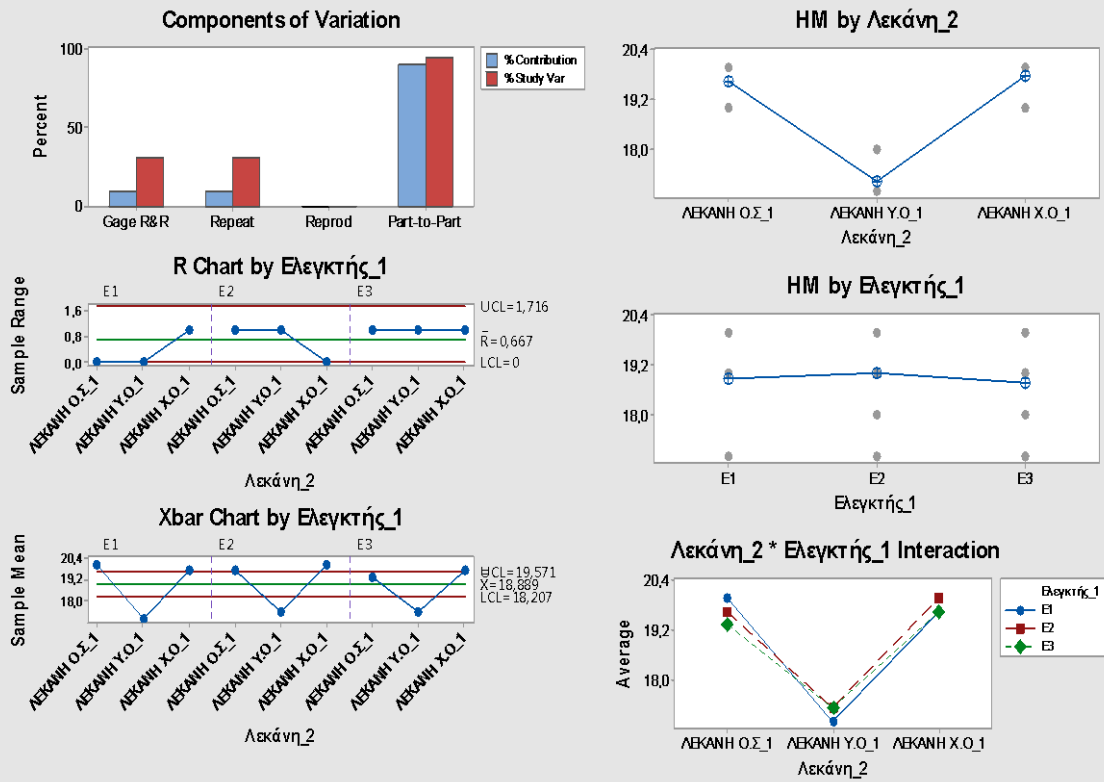 Components of Variation
100
50
0
Percent
% Contribution
% Study Var
Gage R&R Repeat Reprod Part-to-Part
R Chart by Ελεγκτής_1
E1 E2 E3
Sample Range
1,6
0,8
0,0
UCL=1,716
R̅=0,667
LCL=0
ΛΕΚΑΝΗ Ο.Σ_1 ΛΕΚΑΝΗ Υ.Ο_1 ΛΕΚΑΝΗ Χ.Ο_1 ΛΕΚΑΝΗ Ο.Σ_1 ΛΕΚΑΝΗ Υ.Ο_1 ΛΕΚΑΝΗ Χ.Ο_1 ΛΕΚΑΝΗ Ο.Σ_1 ΛΕΚΑΝΗ Υ.Ο_1 ΛΕΚΑΝΗ Χ.Ο_1
Λεκάνη_2
Xbar Chart by Ελεγκτής_1
E1 E2 E3
Sample Mean
20,4
19,2
18,0
UCL=19,571
X=18,889
LCL=18,207
ΛΕΚΑΝΗ Ο.Σ_1 ΛΕΚΑΝΗ Υ.Ο_1 ΛΕΚΑΝΗ Χ.Ο_1 ΛΕΚΑΝΗ Ο.Σ_1 ΛΕΚΑΝΗ Υ.Ο_1 ΛΕΚΑΝΗ Χ.Ο_1 ΛΕΚΑΝΗ Ο.Σ_1 ΛΕΚΑΝΗ Υ.Ο_1 ΛΕΚΑΝΗ Χ.Ο_1
Λεκάνη_2
HM by Λεκάνη_2
20,4
19,2
18,0
ΛΕΚΑΝΗ Ο.Σ_1 ΛΕΚΑΝΗ Υ.Ο_1 ΛΕΚΑΝΗ Χ.Ο_1
Λεκάνη_2
HM by Ελεγκτής_1
20,4
19,2
18,0
E1 E2 E3
Ελεγκτής_1
Λεκάνη_2 * Ελεγκτής_1 Interaction
20,4
19,2
18,0
Average
ΛΕΚΑΝΗ Ο.Σ_1 ΛΕΚΑΝΗ Υ.Ο_1 ΛΕΚΑΝΗ Χ.Ο_1
Λεκάνη_2
Ελεγκτής_1
E1
E2
E3